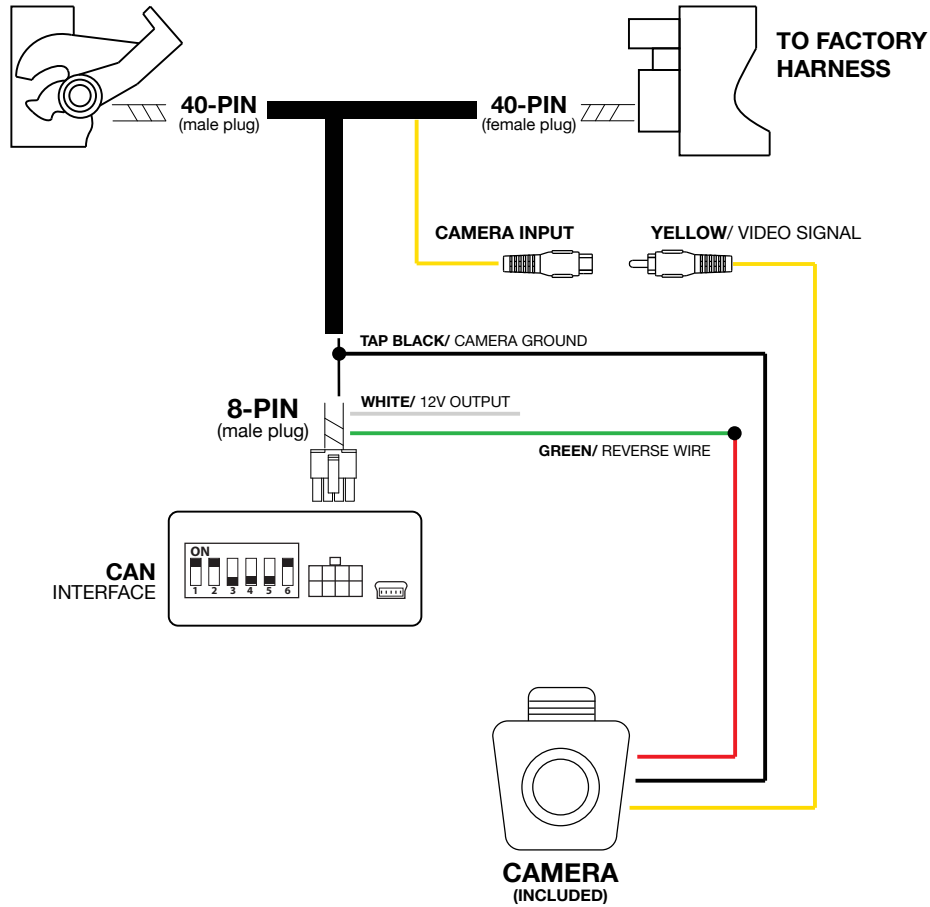 TO FACTORY
HARNESS
40-PIN
(male plug)
40-PIN
(female plug)
CAMERA INPUT
YELLOW/ VIDEO SIGNAL
TAP BLACK/ CAMERA GROUND
8-PIN
(male plug)
WHITE/ 12V OUTPUT
GREEN/ REVERSE WIRE
CAN
INTERFACE
ON
1 2 3 4 5 6
CAMERA
(INCLUDED)